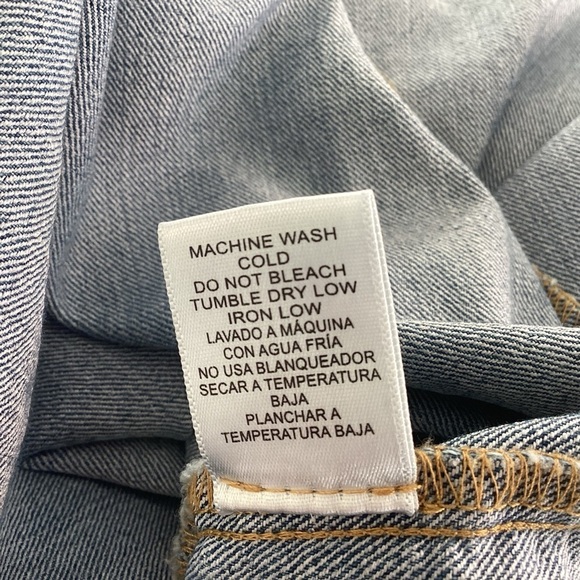 MACHINE WASH
COLD
DO NOT BLEACH
TUMBLE DRY LOW
IRON LOW
LAVADO A MÁQUINA
CON AGUA FRÍA
NO USA BLANQUEADOR
SECAR A TEMPERATURA
BAJA
PLANCHAR A
TEMPERATURA BAJA